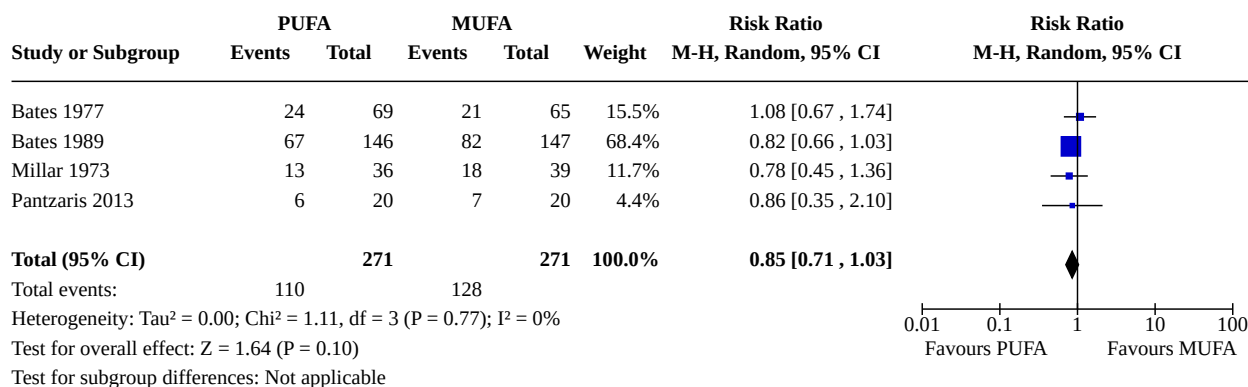 PUFA MUFA Risk Ratio Risk Ratio
Study or Subgroup Events Total Events Total Weight M-H, Random, 95% CI M-H, Random, 95% CI
Bates 1977 24 69 21 65 15.5% 1.08 [0.67 , 1.74]
Bates 1989 67 146 82 147 68.4% 0.82 [0.66 , 1.03]
Millar 1973 13 36 18 39 11.7% 0.78 [0.45 , 1.36]
Pantzaris 2013 6 20 7 20 4.4% 0.86 [0.35 , 2.10]
Total (95% CI) 271 271 100.0% 0.85 [0.71 , 1.03]
Total events: 110 128
Heterogeneity: Tau² = 0.00; Chi² = 1.11, df = 3 (P = 0.77); I² = 0%
Test for overall effect: Z = 1.64 (P = 0.10)
Test for subgroup differences: Not applicable
0.01 0.1 1 10 100
Favours PUFA Favours MUFA